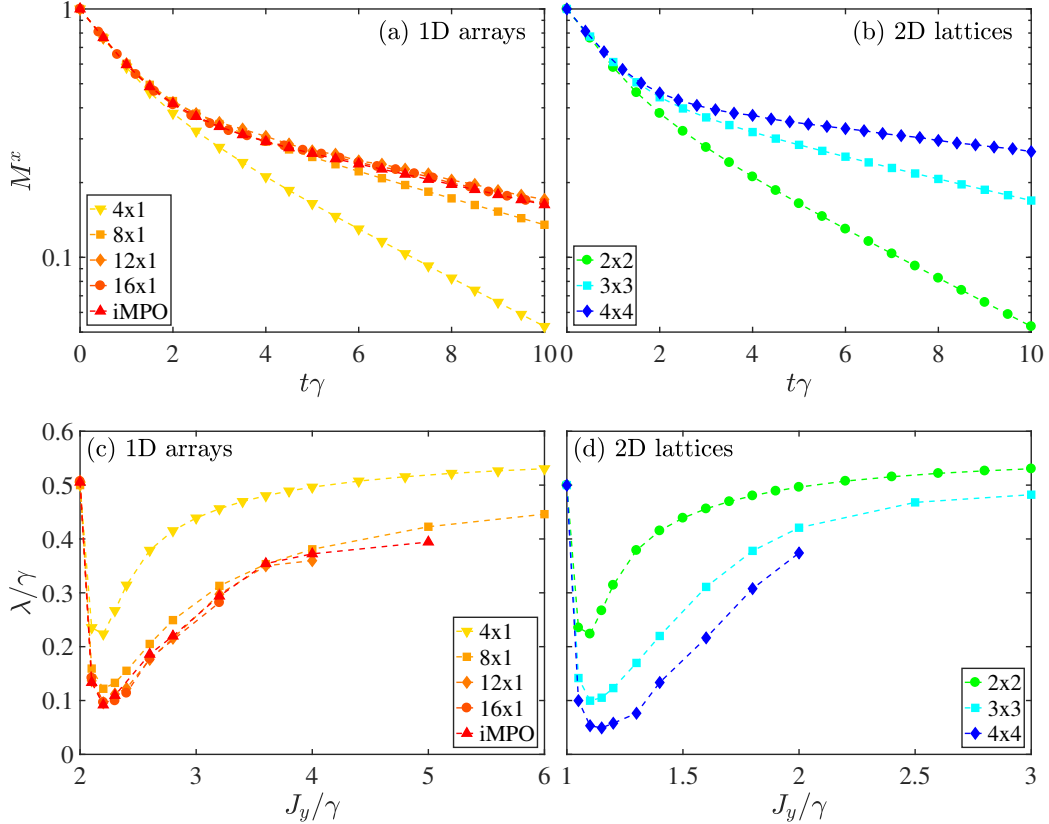 (a) 1D arrays
(b) 2D lattices
1
0.1
M^x
4x1
8x1
12x1
16x1
iMPO
2x2
3x3
4x4
0 2 4 6 8 10
0 2 4 6 8 10
tγ
tγ
(c) 1D arrays
(d) 2D lattices
0.6
0.5
0.4
0.3
0.2
0.1
0
λ/γ
4x1
8x1
12x1
16x1
iMPO
2x2
3x3
4x4
2 3 4 5 6
1 1.5 2 2.5 3
J_y/γ
J_y/γ